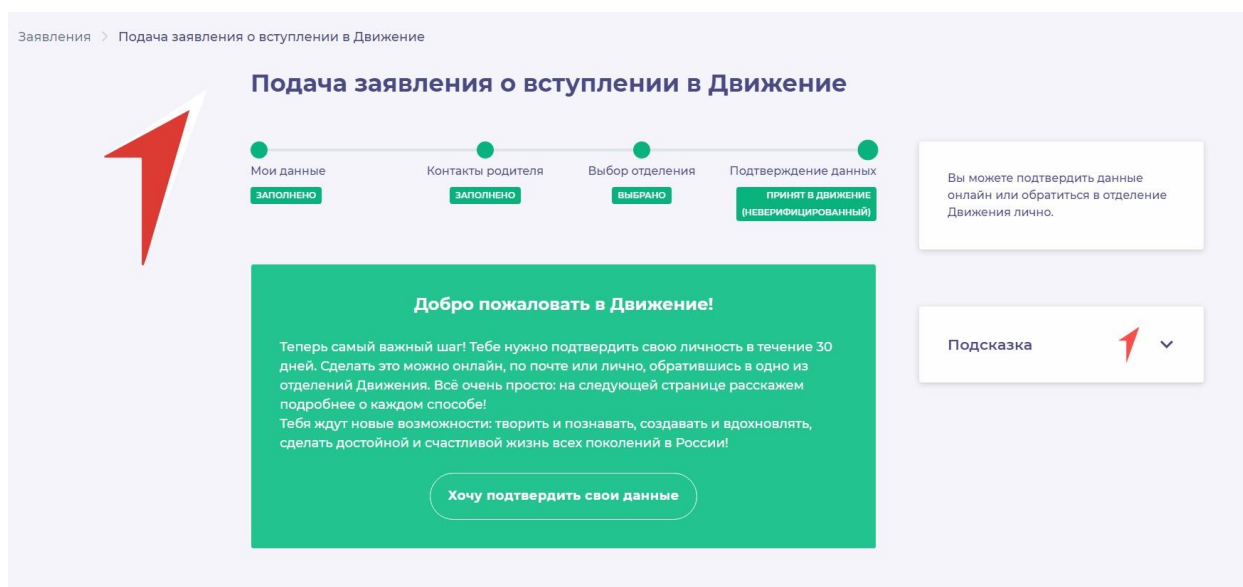 Заявления > Подача заявления о вступлении в Движение
Подача заявления о вступлении в Движение
Мои данные
ЗАПОЛНЕНО
Контакты родителя
ЗАПОЛНЕНО
Выбор отделения
ВЫБРАНО
Подтверждение данных
ПРИНЯТ В ДВИЖЕНИЕ
(НЕВЕРИФИЦИРОВАННЫЙ)
Вы можете подтвердить данные
онлайн или обратиться в отделение
Движения лично.
Добро пожаловать в Движение!
Теперь самый важный шаг! Тебе нужно подтвердить свою личность в течение 30
дней. Сделать это можно онлайн, по почте или лично, обратившись в одно из
отделений Движения. Всё очень просто: на следующей странице расскажем
подробнее о каждом способе!
Тебя ждут новые возможности: творить и познавать, создавать и вдохновлять,
сделать достойной и счастливой жизнь всех поколений в России!
Хочу подтвердить свои данные
Подсказка